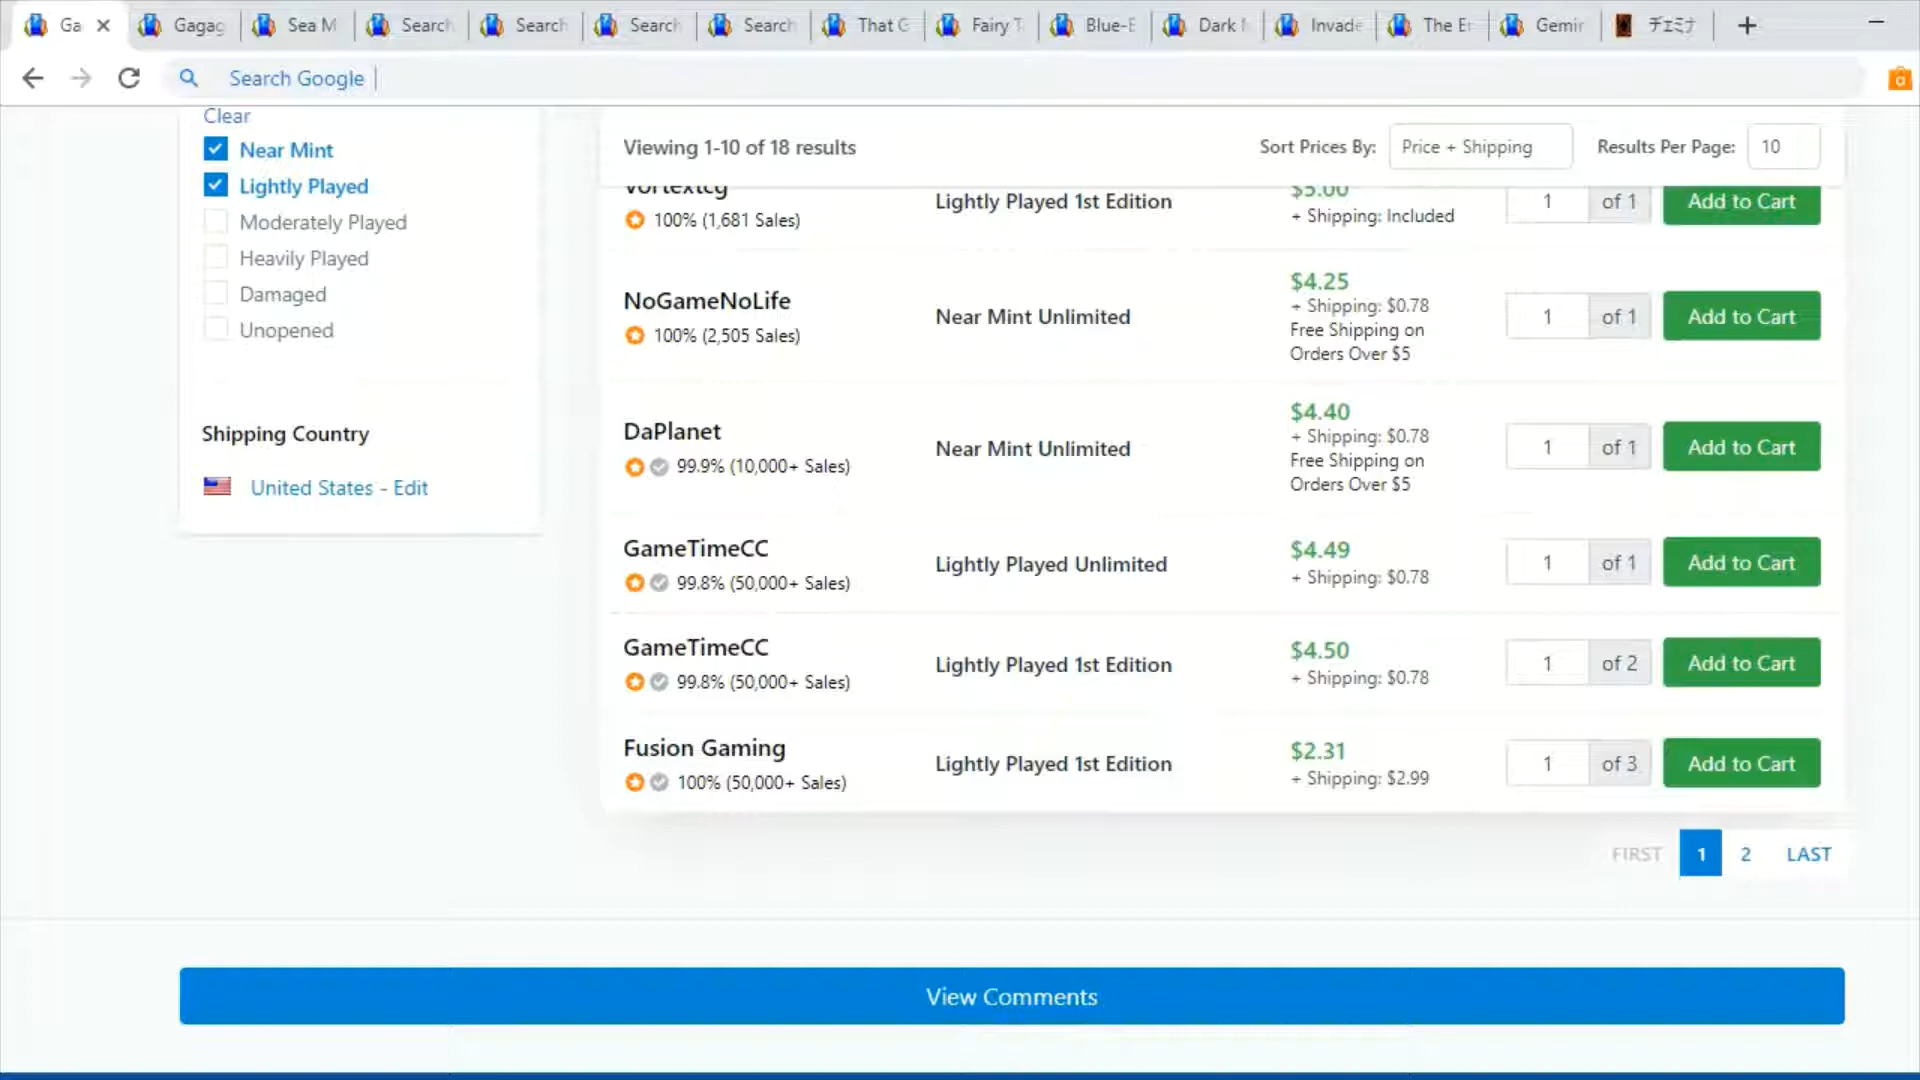 Ga
Gagag
Sea M
Search
Search
Search
Search
That G
Fairy T
Blue-E
Dark
Invade
The E
Gemin
チェミナ
Search Google
Clear
Near Mint
Lightly Played
Moderately Played
Heavily Played
Damaged
Unopened
Shipping Country
United States - Edit
Viewing 1-10 of 18 results
Sort Prices By:
Price + Shipping
Results Per Page:
10
Vortextcg
100% (1,681 Sales)
Lightly Played 1st Edition
$5.00
+ Shipping: Included
1
of 1
Add to Cart
NoGameNoLife
100% (2,505 Sales)
Near Mint Unlimited
$4.25
+ Shipping: $0.78
Free Shipping on
Orders Over $5
1
of 1
Add to Cart
DaPlanet
99.9% (10,000+ Sales)
Near Mint Unlimited
$4.40
+ Shipping: $0.78
Free Shipping on
Orders Over $5
1
of 1
Add to Cart
GameTimeCC
99.8% (50,000+ Sales)
Lightly Played Unlimited
$4.49
+ Shipping: $0.78
1
of 1
Add to Cart
GameTimeCC
99.8% (50,000+ Sales)
Lightly Played 1st Edition
$4.50
+ Shipping: $0.78
1
of 2
Add to Cart
Fusion Gaming
100% (50,000+ Sales)
Lightly Played 1st Edition
$2.31
+ Shipping: $2.99
1
of 3
Add to Cart
FIRST
1
2
LAST
View Comments